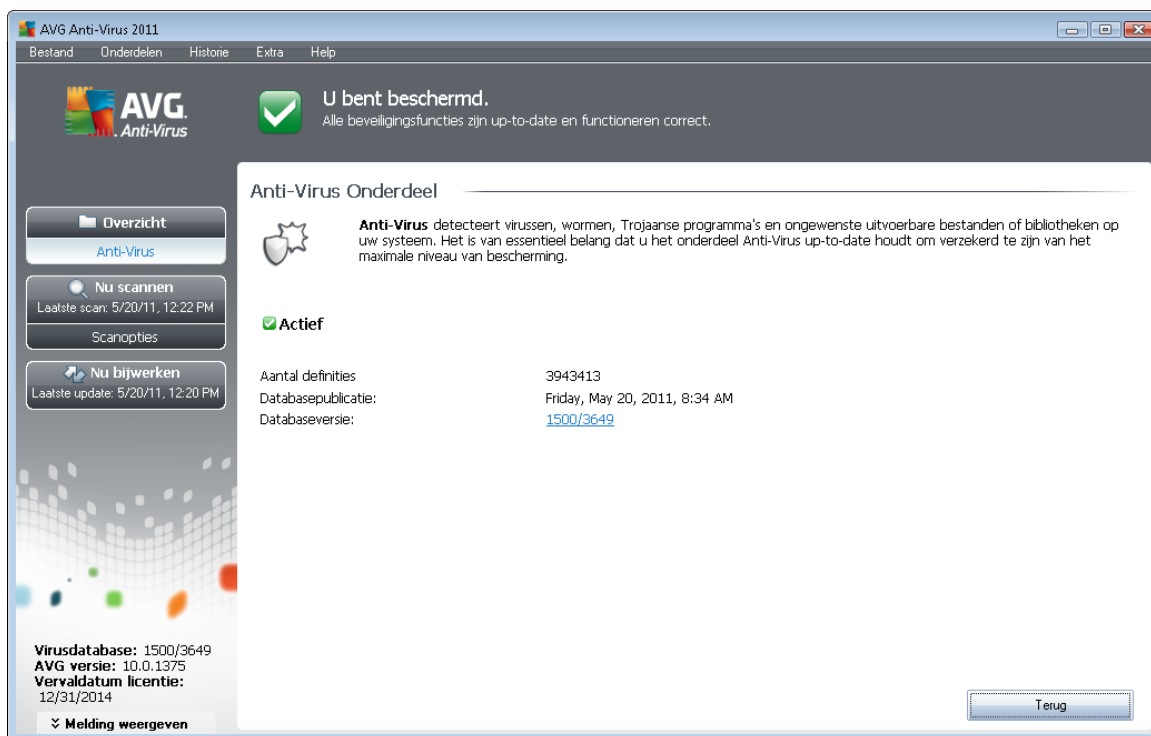 AVG Anti-Virus 2011
Bestand Onderdelen Historie Extra Help
AVG.
Anti-Virus
U bent beschermd.
Alle beveiligingsfuncties zijn up-to-date en functioneren correct.
Overzicht
Anti-Virus
Nu scannen
Laatste scan: 5/20/11, 12:22 PM
Scanopties
Nu bijwerken
Laatste update: 5/20/11, 12:20 PM
Virusdatabase: 1500/3649
AVG versie: 10.0.1375
Vervaldatum licentie:
12/31/2014
Melding weergeven
Anti-Virus Onderdeel
Anti-Virus detecteert virussen, wormen, Trojaanse programma's en ongewenste uitvoerbare bestanden of bibliotheken op
uw systeem. Het is van essentieel belang dat u het onderdeel Anti-Virus up-to-date houdt om verzekerd te zijn van het
maximale niveau van bescherming.
Actief
Aantal definities 3943413
Databasepublicatie: Friday, May 20, 2011, 8:34 AM
Databaseversie: 1500/3649
Terug